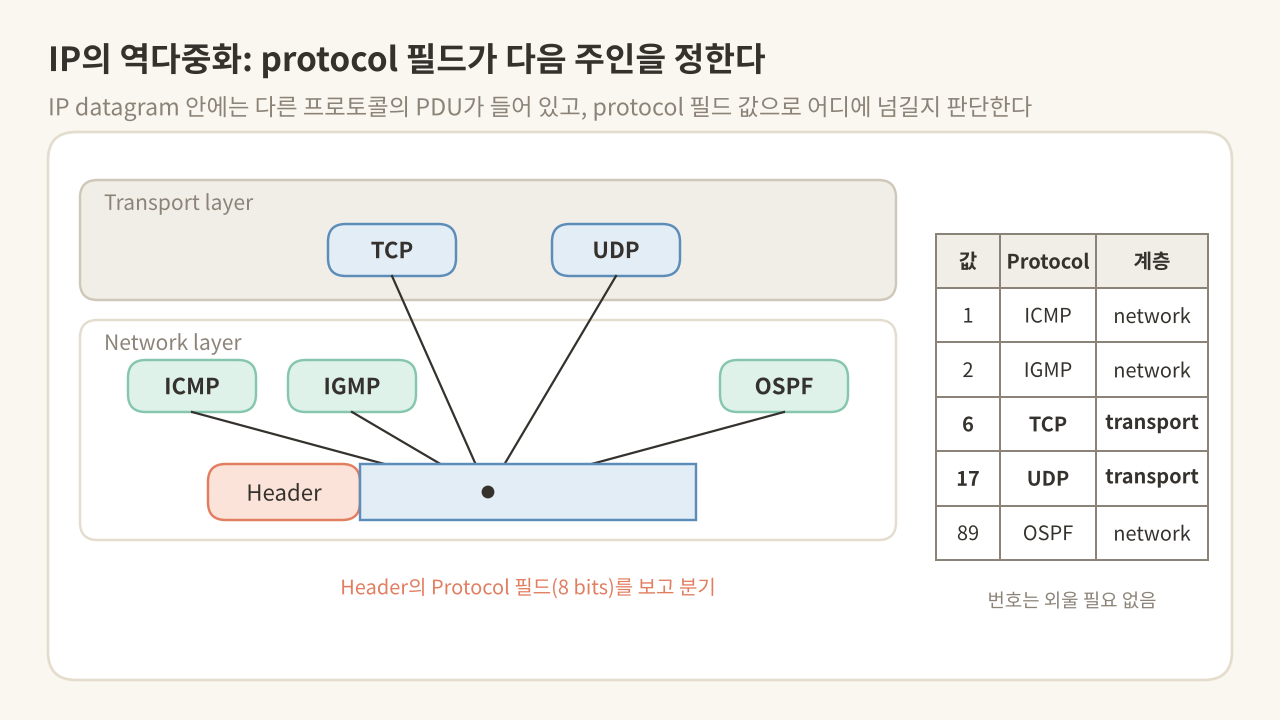 IP의 역다중화: protocol 필드가 다음 주인을 정한다
IP datagram 안에는 다른 프로토콜의 PDU가 들어 있고, protocol 필드 값으로 어디에 넘길지 판단한다
Transport layer
TCP
UDP
Network layer
ICMP
IGMP
OSPF
Header
Header의 Protocol 필드(8 bits)를 보고 분기
값 Protocol 계층
1 ICMP network
2 IGMP network
6 TCP transport
17 UDP transport
89 OSPF network
번호는 외울 필요 없음